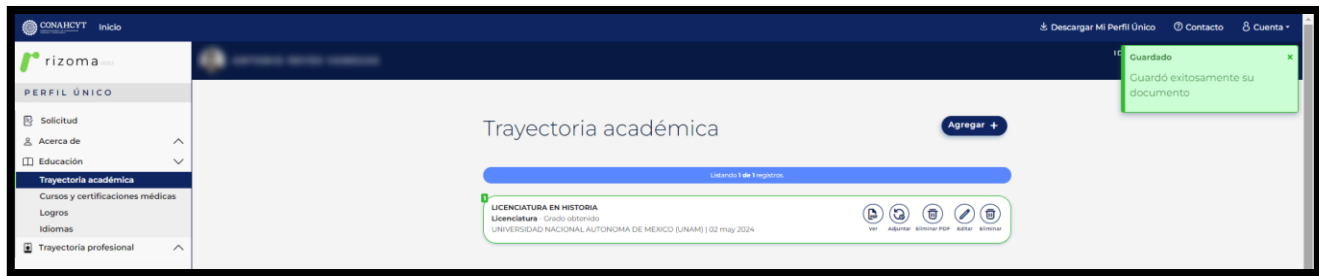 CONAHCYT Inicio Descargar Mi Perfil Único Contacto Cuenta
rizoma
PERFIL ÚNICO
Solicitud
Acerca de
Educación
Trayectoria académica
Cursos y certificaciones médicas
Logros
Idiomas
Trayectoria profesional
Guardado ×
Guardó exitosamente su
documento
Trayectoria académica
Agregar +
Listando 1 de 1 registros.
1
LICENCIATURA EN HISTORIA
Licenciatura - Grado obtenido
UNIVERSIDAD NACIONAL AUTONOMA DE MEXICO (UNAM) | 02 may 2024
Ver Adjuntar Eliminar PDF Editar Eliminar